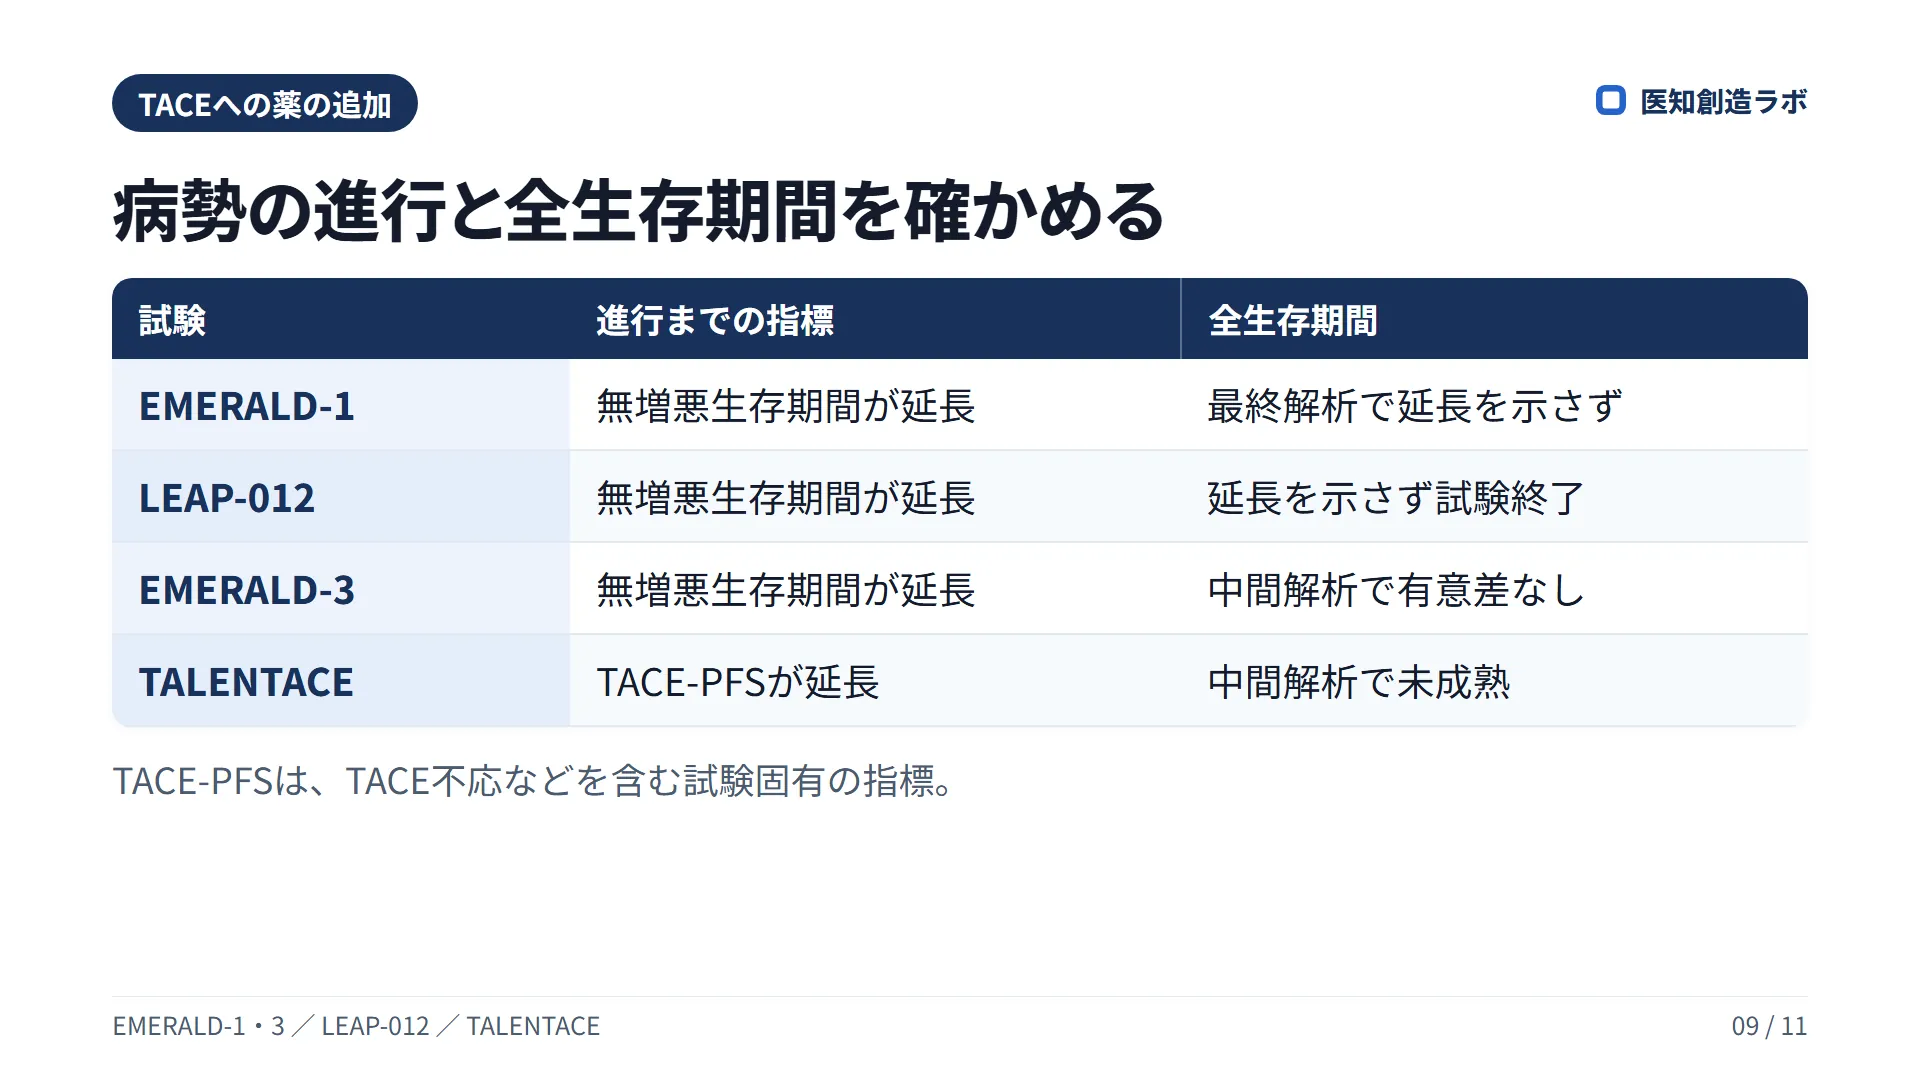 TACEへの薬の追加
医知創造ラボ
病勢の進行と全生存期間を確かめる
試験 進行までの指標 全生存期間
EMERALD-1 無増悪生存期間が延長 最終解析で延長を示さず
LEAP-012 無増悪生存期間が延長 延長を示さず試験終了
EMERALD-3 無増悪生存期間が延長 中間解析で有意差なし
TALENTACE TACE-PFSが延長 中間解析で未成熟
TACE-PFSは、TACE不応などを含む試験固有の指標。
EMERALD-1・3 ／ LEAP-012 ／ TALENTACE
09 / 11